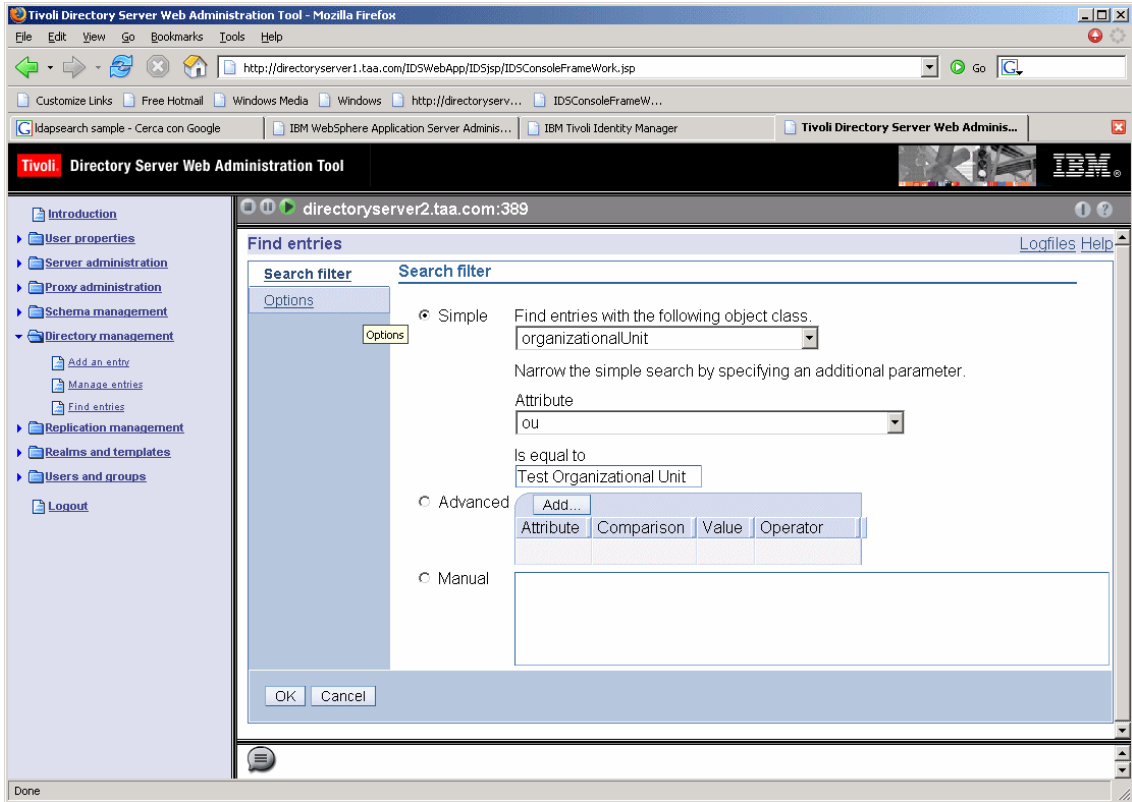 Tivoli Directory Server Web Administration Tool - Mozilla Firefox
File Edit View Go Bookmarks Tools Help
http://directoryserver1.taa.com/IDSWebApp/IDSjsp/IDSConsoleFrameWork.jsp Go G
Customize Links Free Hotmail Windows Media Windows http://directoryserv... IDSConsoleFrameW...
G ldapsearch sample - Cerca con Google IBM WebSphere Application Server Adminis... IBM Tivoli Identity Manager Tivoli Directory Server Web Adminis...
Tivoli. Directory Server Web Administration Tool IBM®
Introduction
User properties
Server administration
Proxy administration
Schema management
Directory management
Add an entry
Manage entries
Find entries
Replication management
Realms and templates
Users and groups
Logout
directoryserver2.taa.com:389
Find entries Logfiles Help
Search filter
Options
Options
Search filter
Simple Find entries with the following object class.
organizationalUnit
Narrow the simple search by specifying an additional parameter.
Attribute
ou
Is equal to
Test Organizational Unit
Advanced Add...
Attribute Comparison Value Operator
Manual
OK Cancel
Done